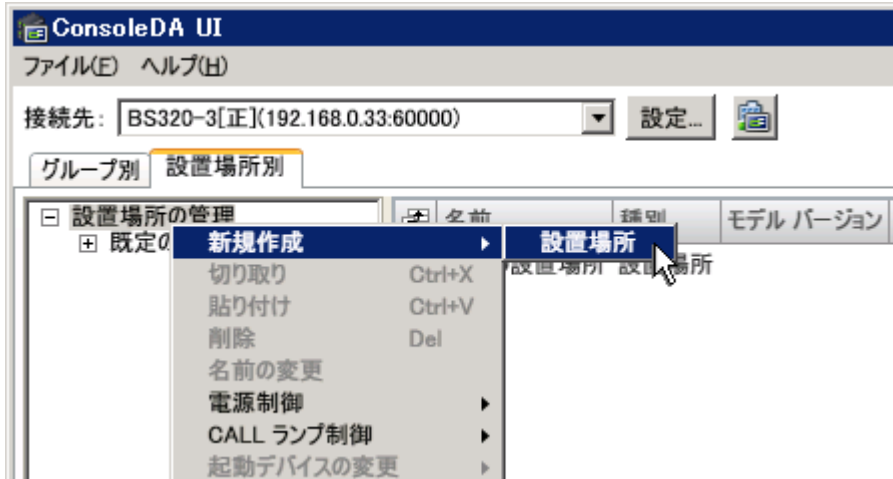 ConsoleDA UI
ファイル(F) ヘルプ(H)
接続先: BS320-3[正](192.168.0.33:60000) 設定...
グループ別 設置場所別
設置場所の管理 名前 種別 モデル バージョン
既定の
新規作成 設置場所
設置場所 設置場所
切り取り Ctrl+X
貼り付け Ctrl+V
削除 Del
名前の変更
電源制御
CALL ランプ制御
起動デバイスの変更